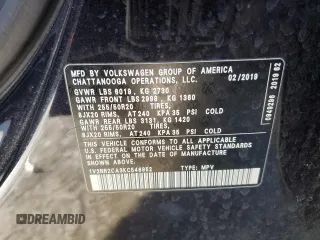 MFD BY VOLKSWAGEN GROUP OF AMERICA
CHATTANOOGA OPERATIONS, LLC.
02/2019
GVWR LBS 6019 , KG 2730
GAWR FRONT LBS 2998 , KG 1360
WITH 255/50R20 TIRES,
8JX20 RIMS, AT 240 KPA 35 PSI COLD
GAWR REAR LBS 3131 , KG 1420
WITH 255/50R20 TIRES,
8JX20 RIMS, AT 240 KPA 35 PSI COLD
THIS VEHICLE CONFORMS TO ALL APPLICABLE
U.S. FEDERAL MOTOR VEHICLE SAFETY
STANDARDS IN EFFECT ON THE DATE OF
MANUFACTURE SHOWN ABOVE.
TYPE: MPV
2019 62
DREAMBID